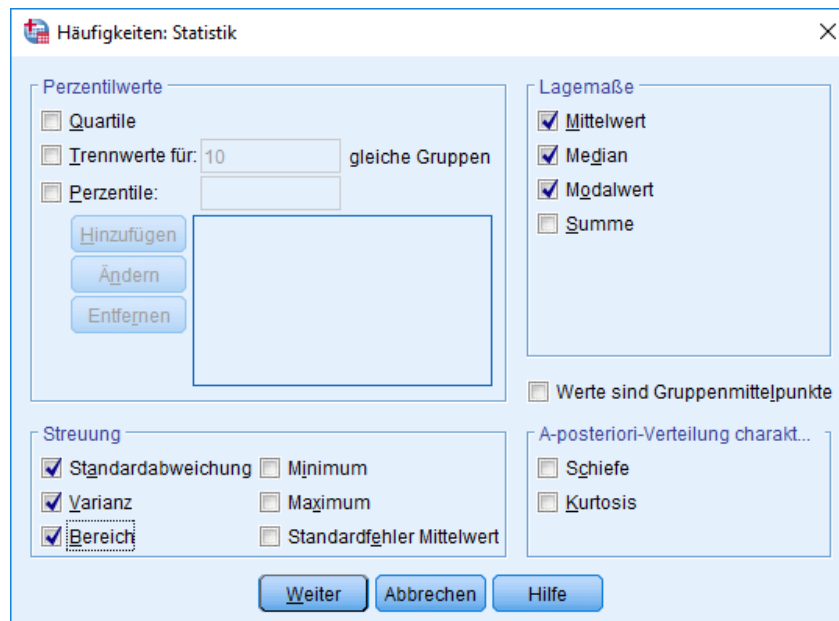 Häufigkeiten: Statistik
Perzentilwerte
Quartile
Trennwerte für: 10 gleiche Gruppen
Perzentile:
Hinzufügen
Ändern
Entfernen
Lagemaße
Mittelwert
Median
Modalwert
Summe
Werte sind Gruppenmittelpunkte
Streuung
Standardabweichung
Minimum
Varianz
Maximum
Bereich
Standardfehler Mittelwert
A-posteriori-Verteilung charakt...
Schiefe
Kurtosis
Weiter
Abbrechen
Hilfe